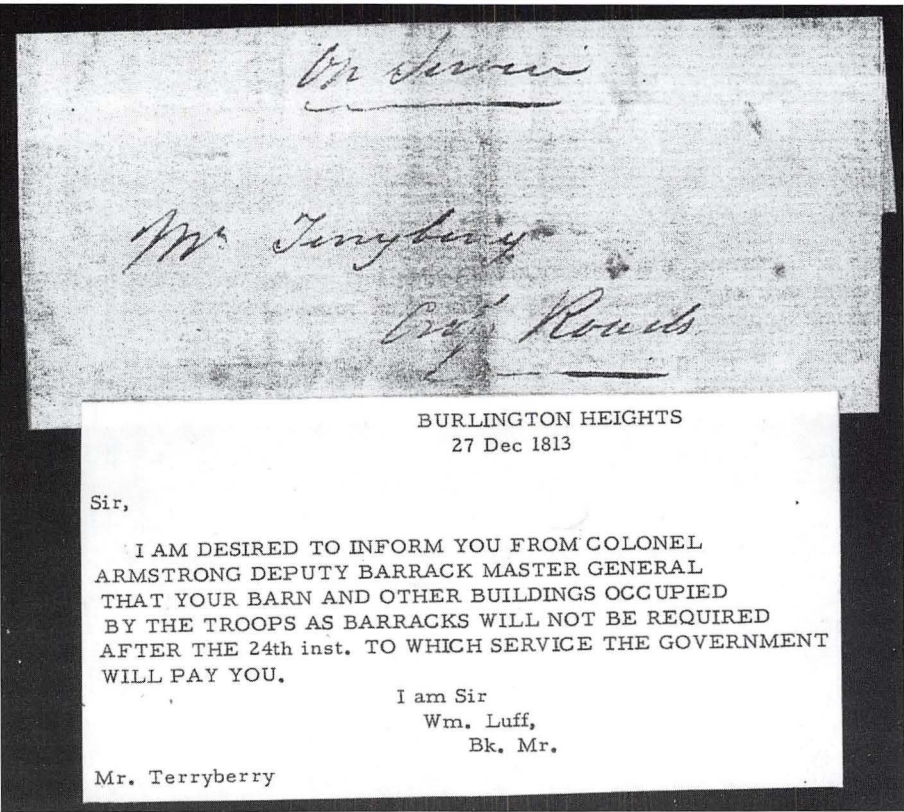 On Service
Mr Terryberry
Cross Roads
BURLINGTON HEIGHTS
27 Dec 1813
Sir,
I AM DESIRED TO INFORM YOU FROM COLONEL
ARMSTRONG DEPUTY BARRACK MASTER GENERAL
THAT YOUR BARN AND OTHER BUILDINGS OCCUPIED
BY THE TROOPS AS BARRACKS WILL NOT BE REQUIRED
AFTER THE 24th inst. TO WHICH SERVICE THE GOVERNMENT
WILL PAY YOU.
I am Sir
Wm. Luff,
Bk. Mr.
Mr. Terryberry